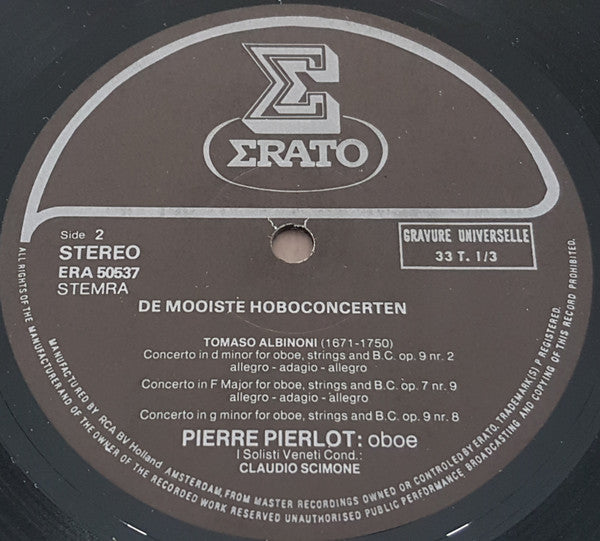 ΣRATO
Side 2
STEREO
ERA 50537
STEMRA
GRAVURE UNIVERSELLE
33 T. 1/3
DE MOOISTE HOBOCONCERTEN
TOMASO ALBINONI (1671-1750)
Concerto in d minor for oboe, strings and B.C. op. 9 nr. 2
allegro - adagio - allegro
Concerto in F Major for oboe, strings and B.C. op. 7 nr. 9
allegro - adagio - allegro
Concerto in g minor for oboe, strings and B.C. op. 9 nr. 8
PIERRE PIERLOT: oboe
I Solisti Veneti Cond.:
CLAUDIO SCIMONE
MANUFACTURED BY RCA BV Holland AMSTERDAM, FROM MASTER RECORDINGS OWNED OR CONTROLED BY ERATO, TRADEMARK(S) P REGISTERED.
ALL RIGHTS OF THE MANUFACTURER AND OF THE OWNER OF THE RECORDED WORK RESERVED UNAUTHORISED PUBLIC PERFORMANCE, BROADCASTING AND COPYING OF THIS RECORD PROHIBITED.